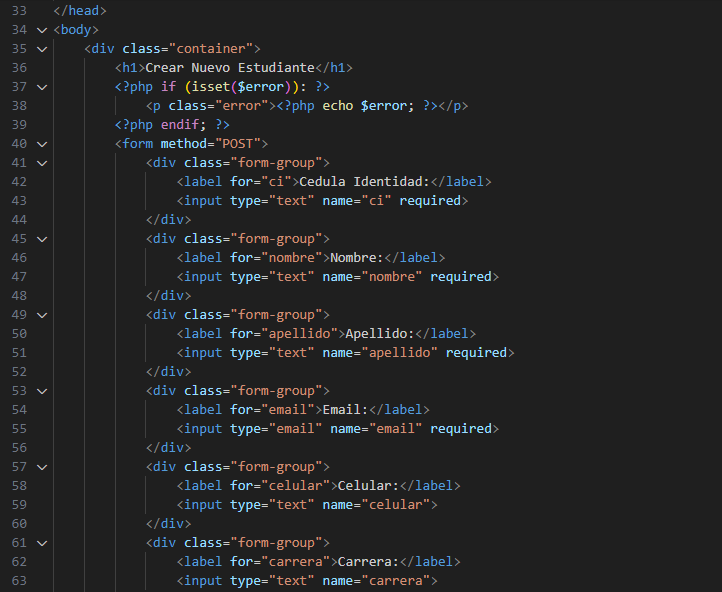 33 </head>
34 <body>
35     <div class="container">
36         <h1>Crear Nuevo Estudiante</h1>
37         <?php if (isset($error)): ?>
38             <p class="error"><?php echo $error; ?></p>
39         <?php endif; ?>
40         <form method="POST">
41             <div class="form-group">
42                 <label for="ci">Cedula Identidad:</label>
43                 <input type="text" name="ci" required>
44             </div>
45             <div class="form-group">
46                 <label for="nombre">Nombre:</label>
47                 <input type="text" name="nombre" required>
48             </div>
49             <div class="form-group">
50                 <label for="apellido">Apellido:</label>
51                 <input type="text" name="apellido" required>
52             </div>
53             <div class="form-group">
54                 <label for="email">Email:</label>
55                 <input type="email" name="email" required>
56             </div>
57             <div class="form-group">
58                 <label for="celular">Celular:</label>
59                 <input type="text" name="celular">
60             </div>
61             <div class="form-group">
62                 <label for="carrera">Carrera:</label>
63                 <input type="text" name="carrera">